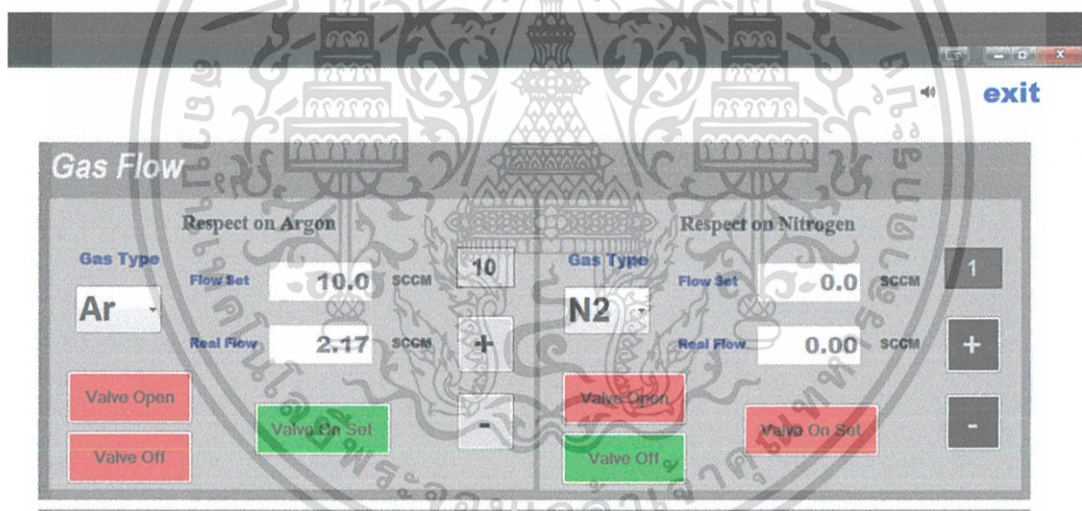 exit
Gas Flow
Respect on Argon
Gas Type
Ar
Flow Set 10.0 SCCM
10
Real Flow 2.17 SCCM
+
Valve Open
Valve On Set
-
Valve Off
Respect on Nitrogen
Gas Type
N2
Flow Set 0.0 SCCM
1
Real Flow 0.00 SCCM
+
Valve Open
Valve On Set
-
Valve Off